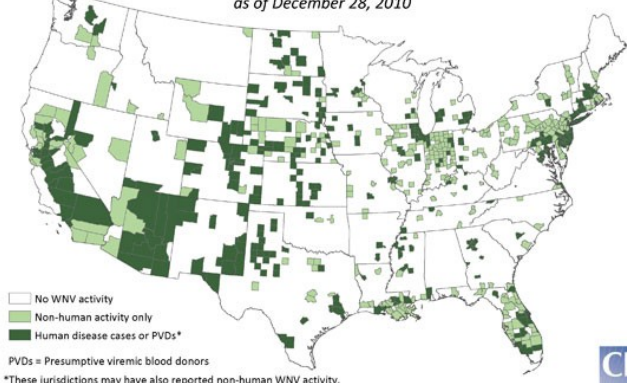 as of December 28, 2010
No WNV activity
Non-human activity only
Human disease cases or PVDs*
PVDs = Presumptive viremic blood donors
*These jurisdictions may have also reported non-human WNV activity.